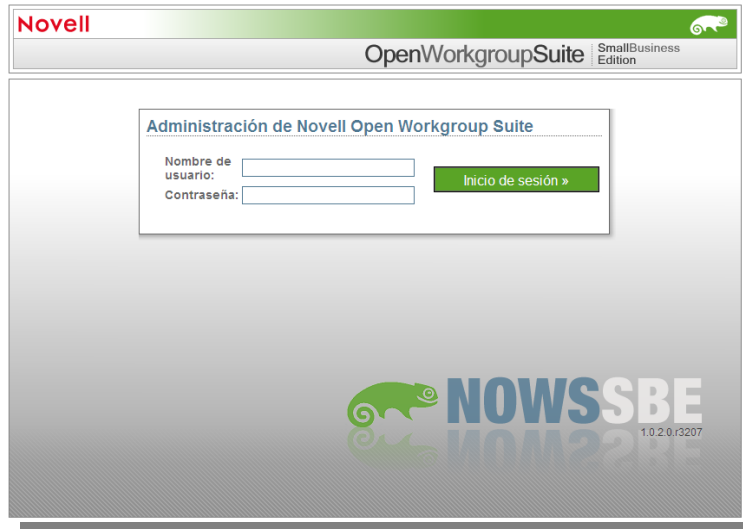 Novell
OpenWorkgroupSuite SmallBusiness
Edition
Administración de Novell Open Workgroup Suite
Nombre de
usuario:
Inicio de sesión »
Contraseña:
NOWSSBE
1.0.2.0.r3207